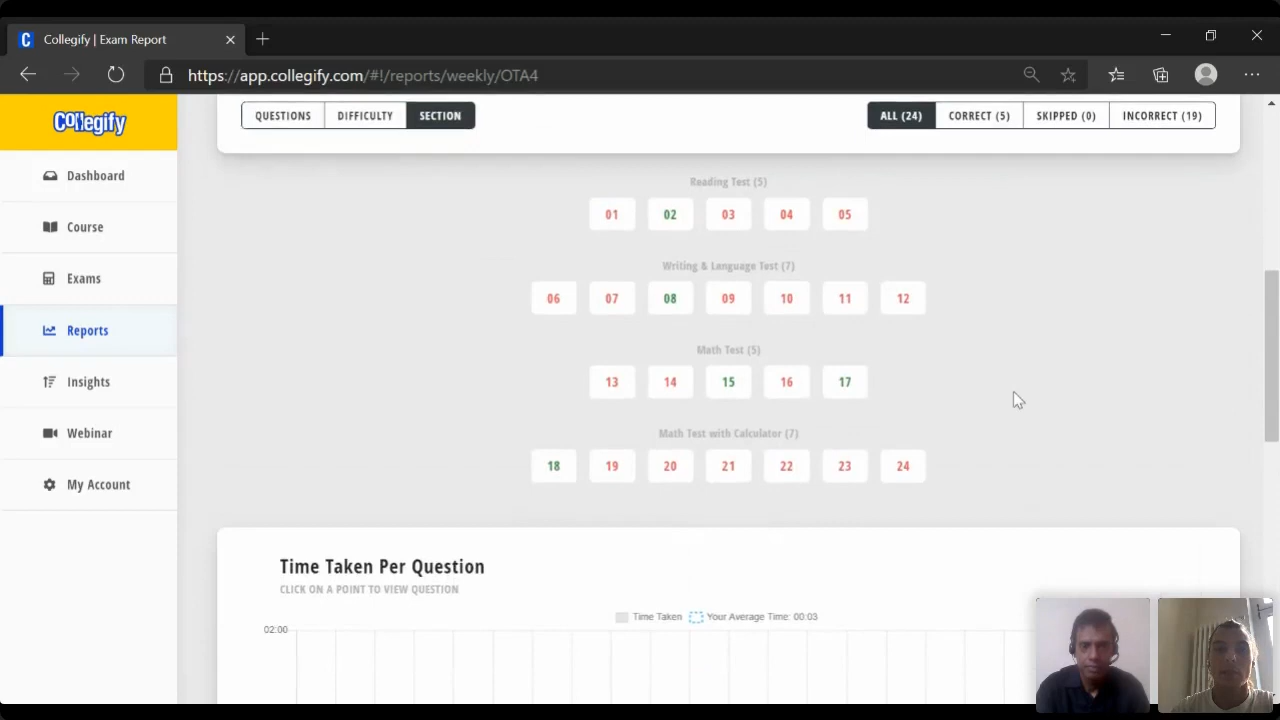 Collegify | Exam Report
https://app.collegify.com/#!/reports/weekly/OTA4
Collegify
QUESTIONS DIFFICULTY SECTION ALL (24) CORRECT (5) SKIPPED (0) INCORRECT (19)
Dashboard
Course
Exams
Reports
Insights
Webinar
My Account
Reading Test (5)
01 02 03 04 05
Writing & Language Test (7)
06 07 08 09 10 11 12
Math Test (5)
13 14 15 16 17
Math Test with Calculator (7)
18 19 20 21 22 23 24
Time Taken Per Question
CLICK ON A POINT TO VIEW QUESTION
Time Taken Your Average Time: 00:03
02:00